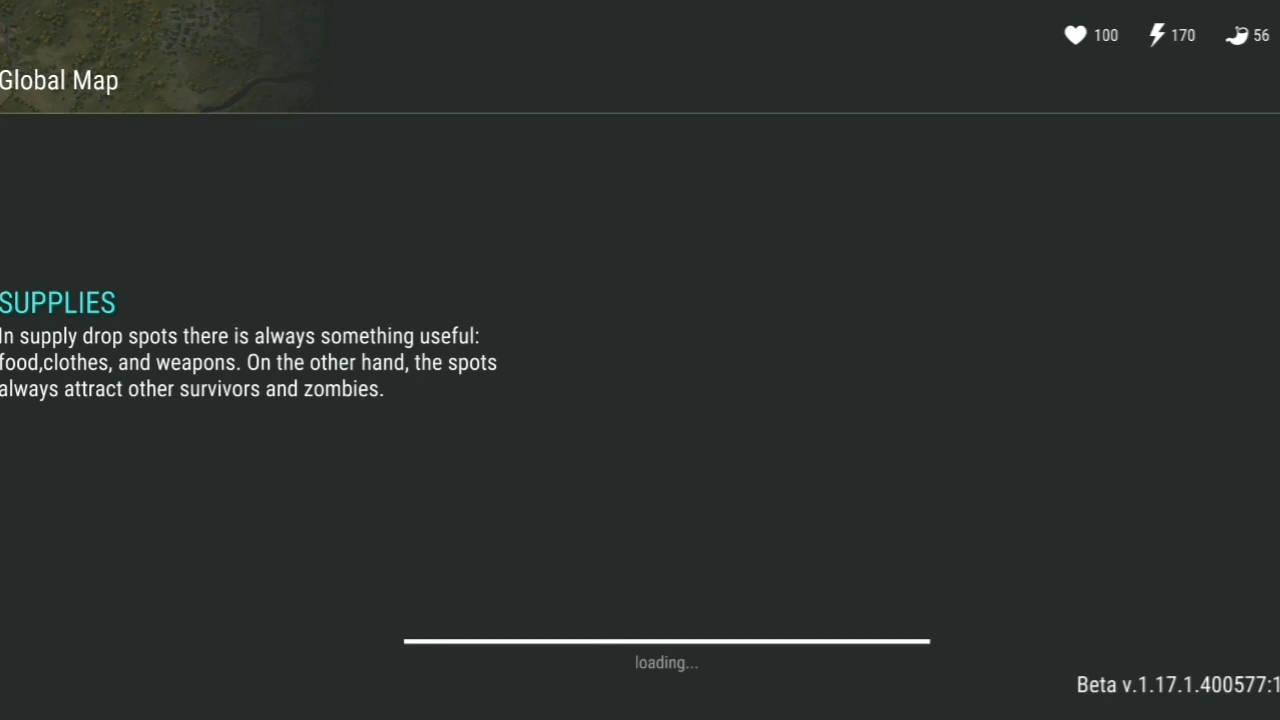 100 170 56
Global Map
SUPPLIES
In supply drop spots there is always something useful:
food,clothes, and weapons. On the other hand, the spots
always attract other survivors and zombies.
loading...
Beta v.1.17.1.400577:1